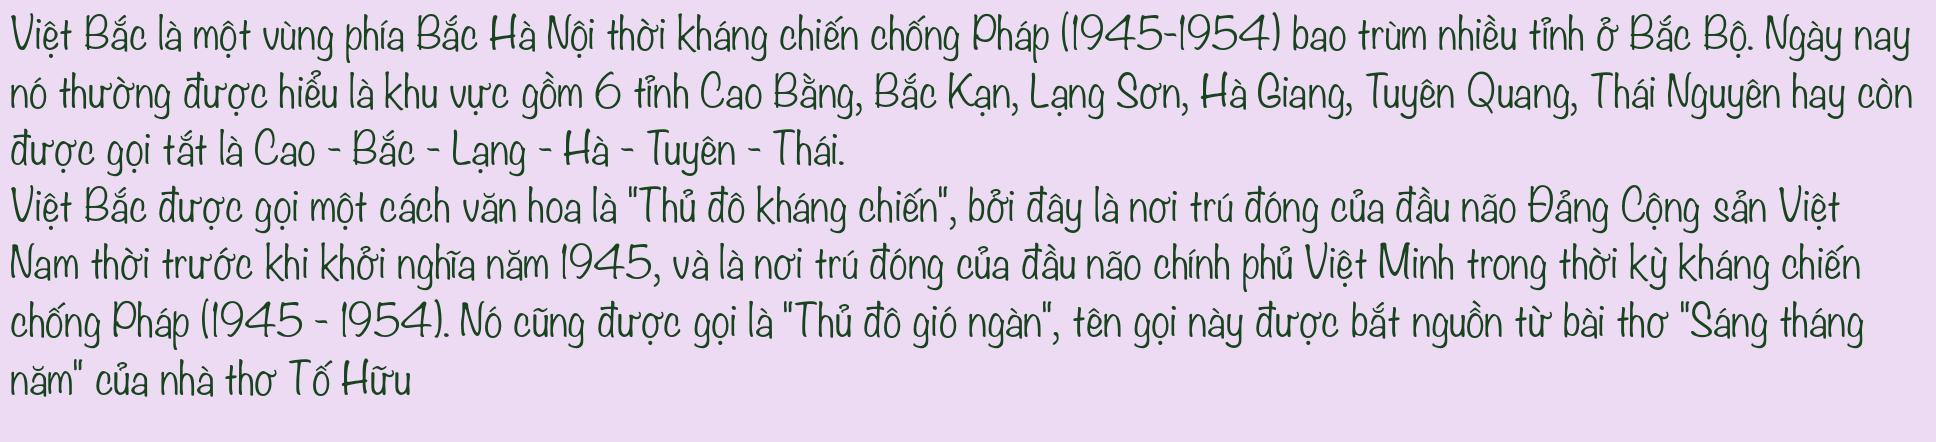 Việt Bắc là một vùng phía Bắc Hà Nội thời kháng chiến chống Pháp (1945-1954) bao trùm nhiều tỉnh ở Bắc Bộ. Ngày nay
nó thường được hiểu là khu vực gồm 6 tỉnh Cao Bằng, Bắc Kạn, Lạng Sơn, Hà Giang, Tuyên Quang, Thái Nguyên hay còn
được gọi tắt là Cao - Bắc - Lạng - Hà - Tuyên - Thái.
Việt Bắc được gọi một cách văn hoa là "Thủ đô kháng chiến", bởi đây là nơi trú đóng của đầu não Đảng Cộng sản Việt
Nam thời trước khi khởi nghĩa năm 1945, và là nơi trú đóng của đầu não chính phủ Việt Minh trong thời kỳ kháng chiến
chống Pháp (1945 - 1954). Nó cũng được gọi là "Thủ đô gió ngàn", tên gọi này được bắt nguồn từ bài thơ "Sáng tháng
năm" của nhà thơ Tố Hữu